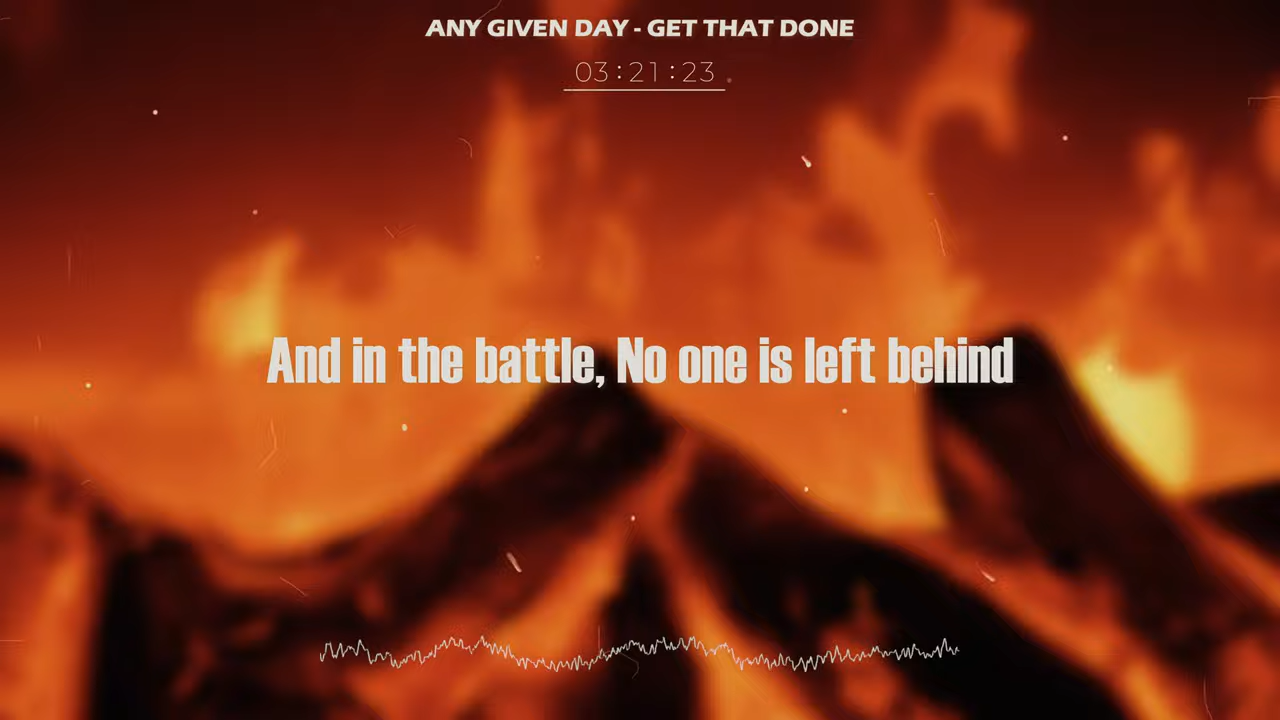 ANY GIVEN DAY - GET THAT DONE
03:21:23
And in the battle, No one is left behind